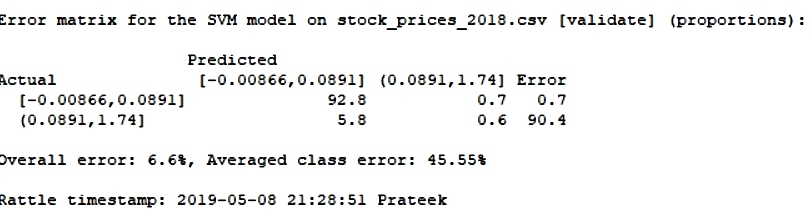 Error matrix for the SVM model on stock_prices_2018.csv [validate] (proportions):
Predicted
Actual [-0.00866,0.0891] (0.0891,1.74] Error
[-0.00866,0.0891] 92.8 0.7 0.7
(0.0891,1.74] 5.8 0.6 90.4
Overall error: 6.6%, Averaged class error: 45.55%
Rattle timestamp: 2019-05-08 21:28:51 Prateek